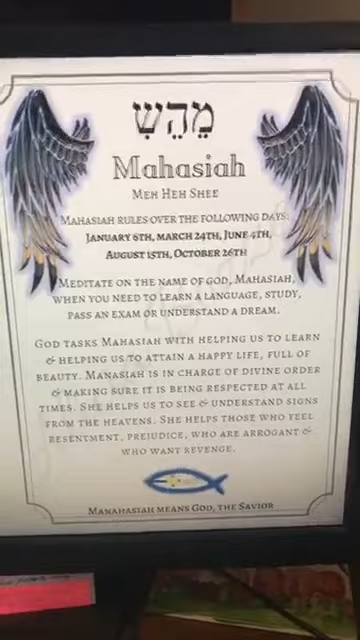 מַהֵשִׁ
Mahasiah
Meh Heh Shee
Mahasiah rules over the following days:
January 6th, March 24th, June 4th,
August 15th, October 26th
Meditate on the name of God, Mahasiah,
when you need to learn a language, study,
pass an exam or understand a dream.
God tasks Mahasiah with helping us to learn
& helping us to attain a happy life, full of
beauty. Manasiah is in charge of divine order
& making sure it is being respected at all
times. She helps us to see & understand signs
from the heavens. She helps those who feel
resentment, prejudice, who are arrogant &
who want revenge.
Manahasiah means God, the Savior